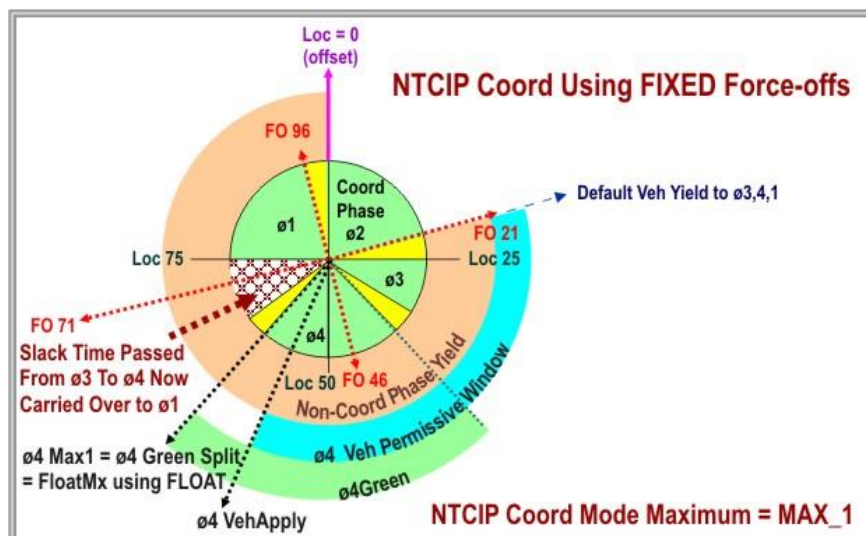 Loc = 0
(offset)
NTCIP Coord Using FIXED Force-offs
FO 96
Coord
Phase
ø1
ø2
Default Veh Yield to ø3,4,1
FO 21
Loc 75
Loc 25
ø3
FO 71
ø4
Slack Time Passed
From ø3 To ø4 Now
Carried Over to ø1
Loc 50
FO 46
Non-Coord Phase Yield
ø4 Veh Permissive Window
ø4 Max1 = ø4 Green Split
= FloatMx using FLOAT
ø4Green
ø4 VehApply
NTCIP Coord Mode Maximum = MAX_1